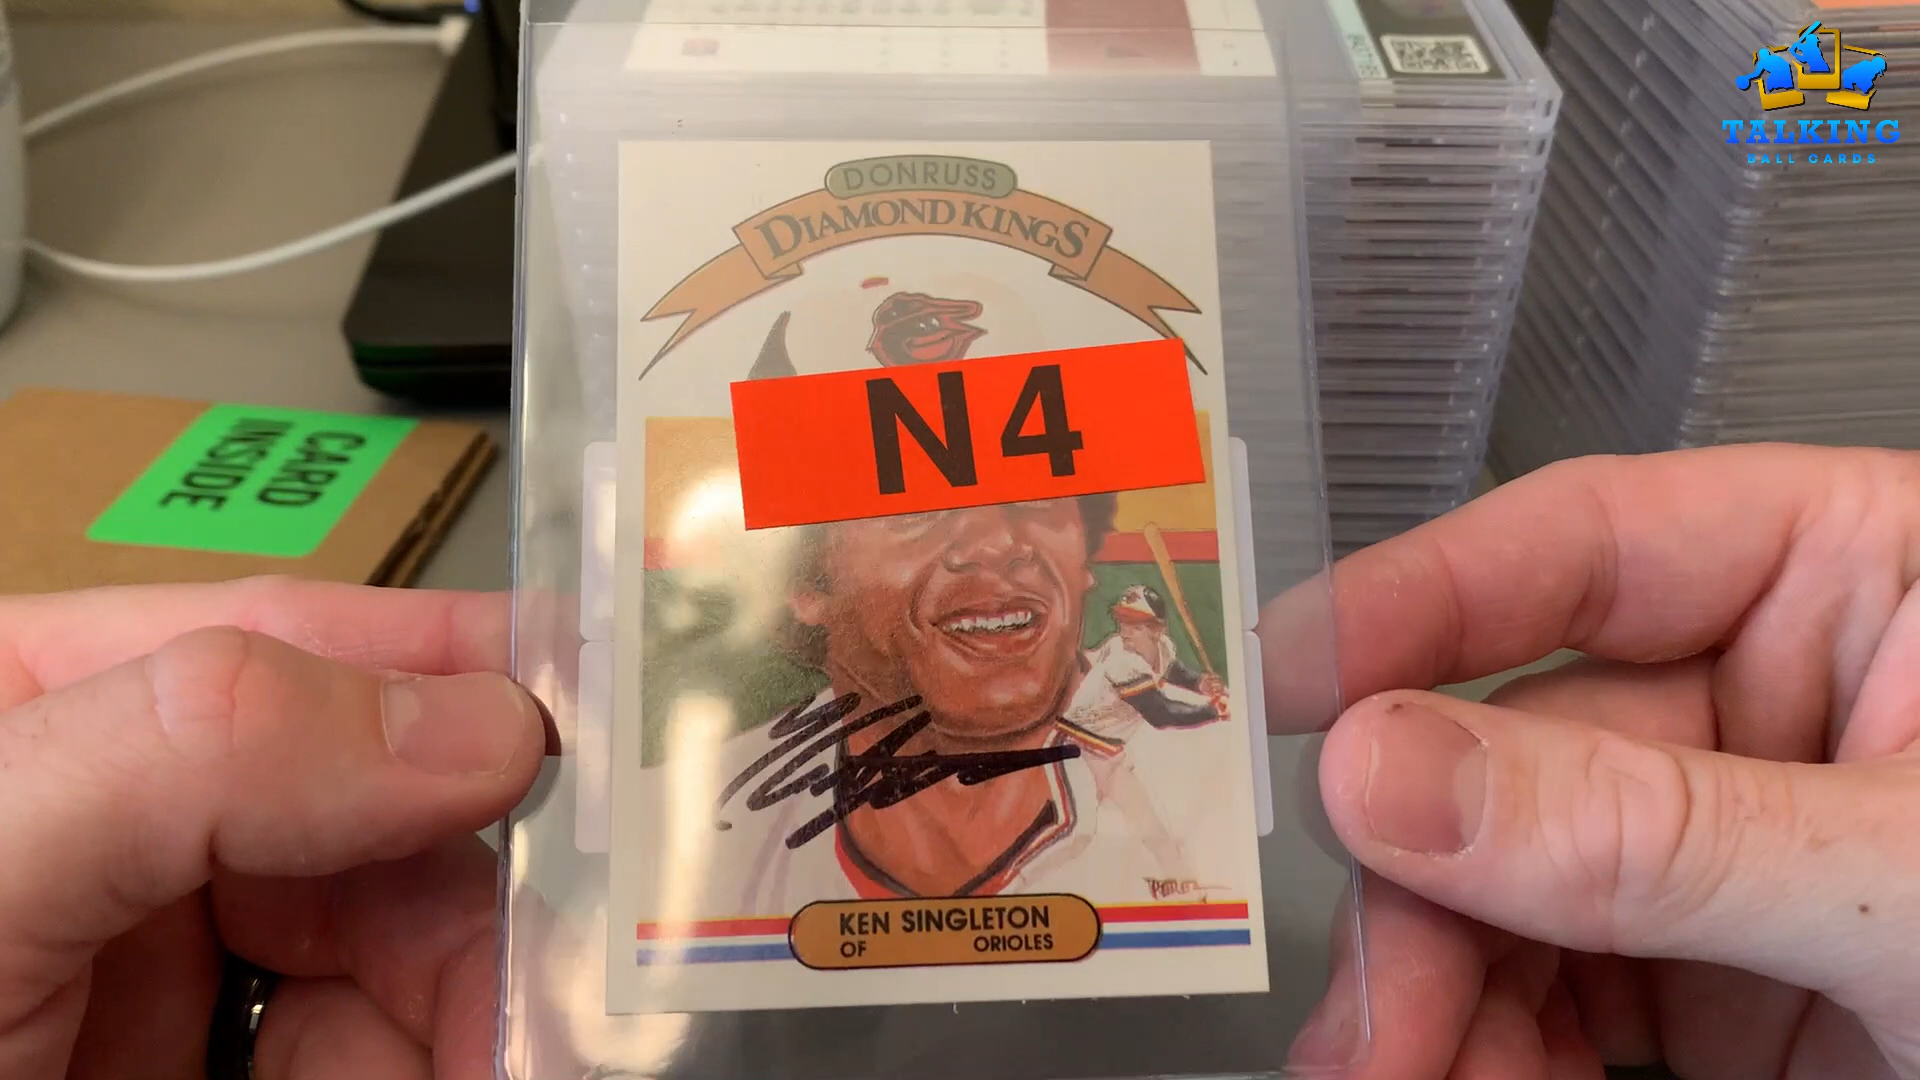 TALKING
BALL CARDS
DONRUSS
DIAMOND KINGS
N4
CARD
INSIDE
KEN SINGLETON
OF ORIOLES